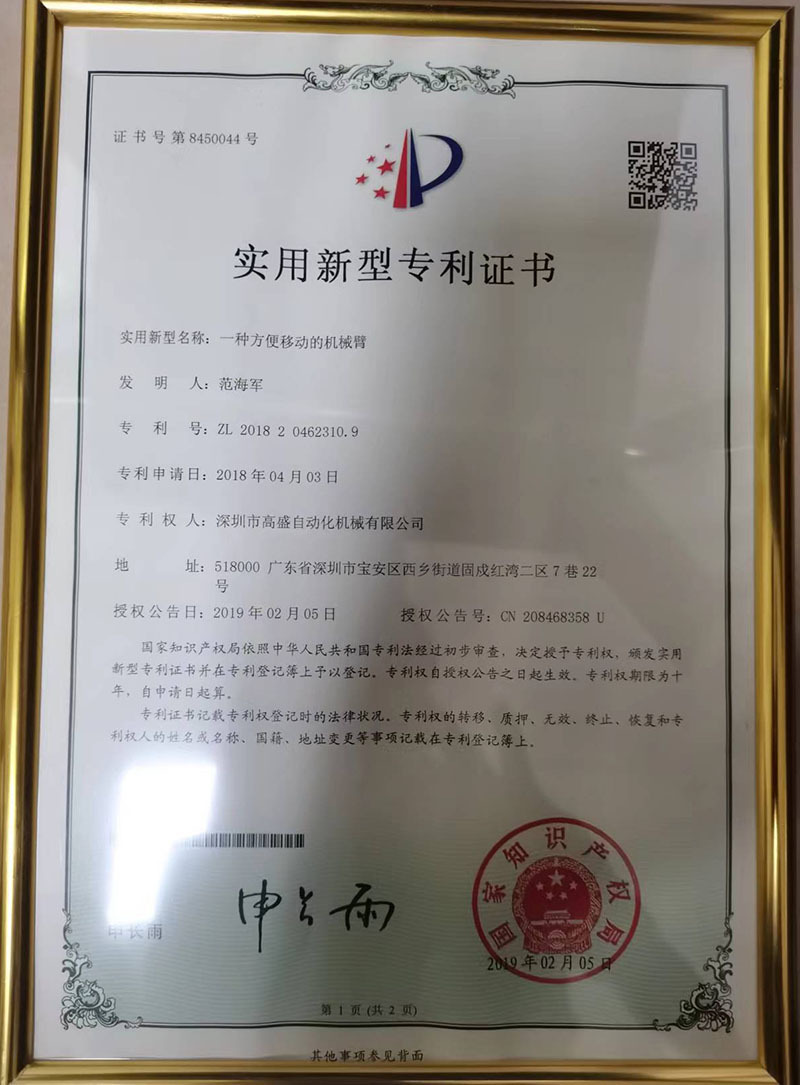 证书号第8450044号
实用新型专利证书
实用新型名称：一种方便移动的机械臂
发明人：范海军
专利号：ZL 2018 2 0462310.9
专利申请日：2018年04月03日
专利权人：深圳市高盛自动化机械有限公司
地址：518000 广东省深圳市宝安区西乡街道固戍红湾二区7巷22
号
授权公告日：2019年02月05日 授权公告号：CN 208468358 U
国家知识产权局依照中华人民共和国专利法经过初步审查，决定授予专利权，颁发实用
新型专利证书并在专利登记簿上予以登记。专利权自授权公告之日起生效。专利权期限为十
年，自申请日起算。
专利证书记载专利权登记时的法律状况。专利权的转移、质押、无效、终止、恢复和专
利权人的姓名或名称、国籍、地址变更等事项记载在专利登记簿上。
申长雨
申长雨
国家知识产权局
2019年02月05日
第 1 页 (共 2 页)
其他事项参见背面